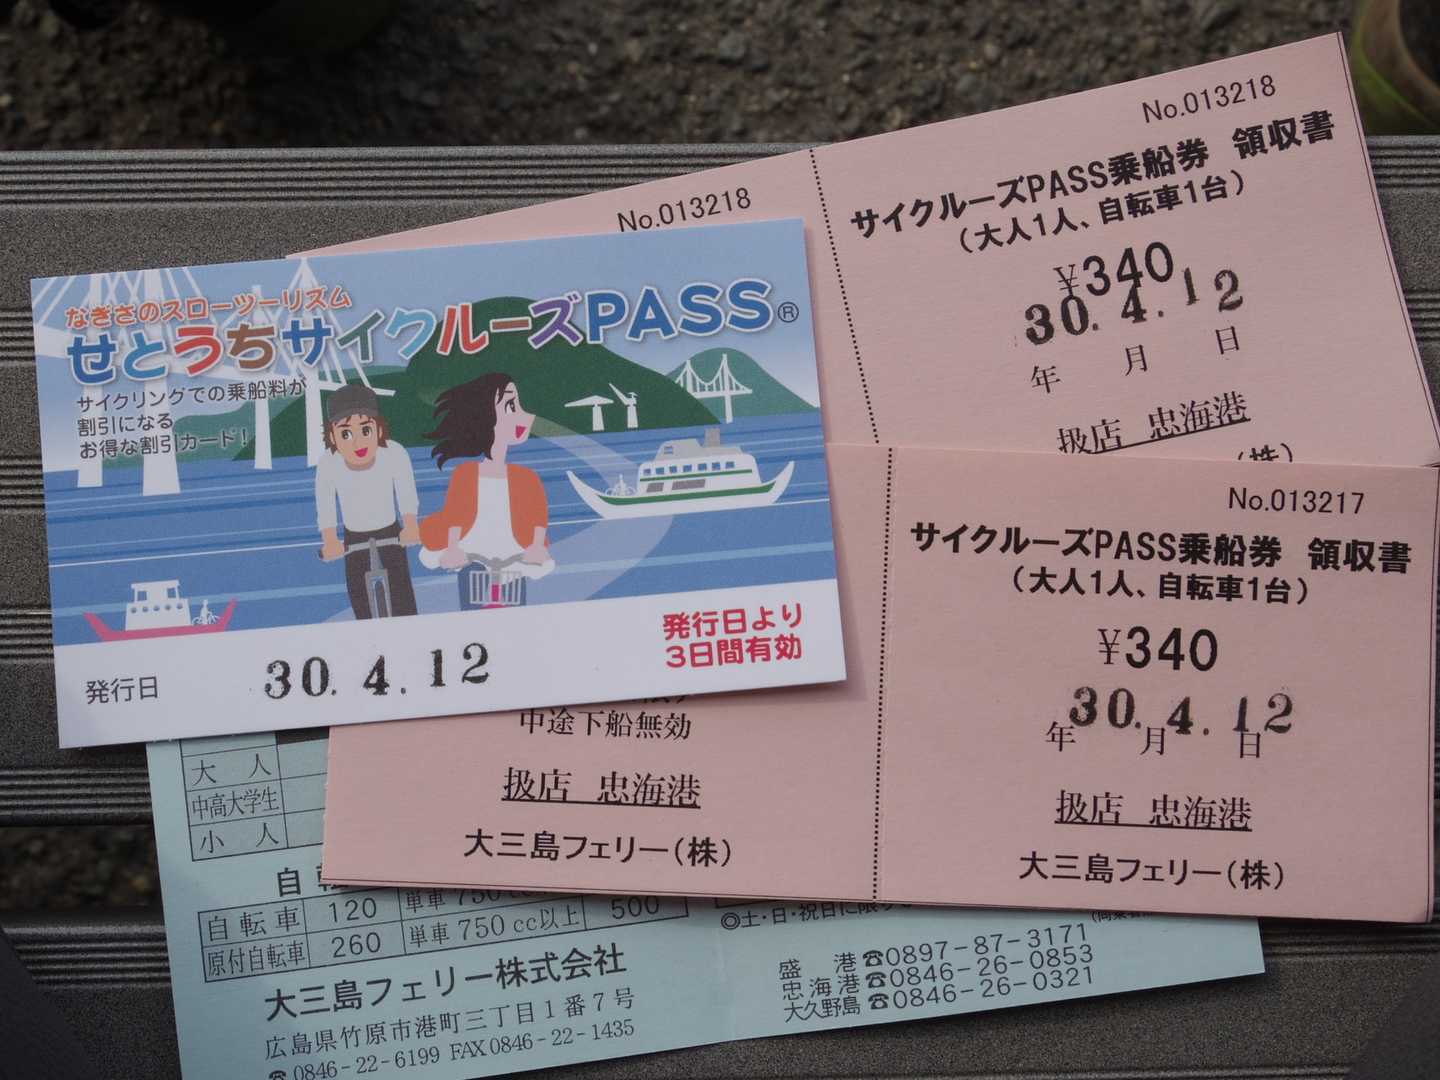 No.013218
サイクルーズPASS乗船券 領収書
（大人1人、自転車1台）
¥340
30.4.12
年 月 日
扱店 忠海港
（株）
No.013218
なぎさのスローツーリズム
せとうちサイクルーズPASS®
サイクリングでの乗船料が
割引になる
お得な割引カード！
発行日より
3日間有効
発行日 30.4.12
No.013217
サイクルーズPASS乗船券 領収書
（大人1人、自転車1台）
¥340
30.4.12
年 月 日
扱店 忠海港
大三島フェリー（株）
中途下船無効
扱店 忠海港
大三島フェリー（株）
大 人
中高大学生
小 人
自転
自転車 120 単車 750
原付自転車 260 単車 750 cc以上 500
大三島フェリー株式会社
広島県竹原市港町三丁目1番7号
☎0846-22-6199 FAX0846-22-1435
◎土・日・祝日に限り
盛 港☎0897-87-3171
忠海港☎0846-26-0853
大久野島☎0846-26-0321